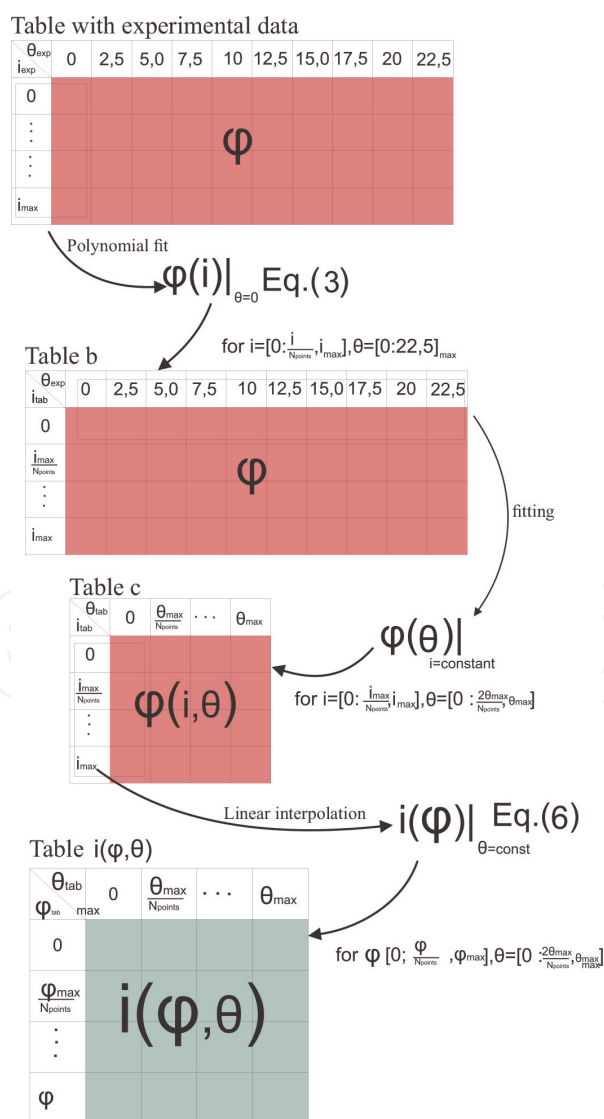 Table with experimental data
θexp 0 2,5 5,0 7,5 10 12,5 15,0 17,5 20 22,5
iexp
0
⋮
φ
⋮
imax
Polynomial fit
φ(i)|θ=0 Eq.(3)
for i=[0:i/Npoints,imax],θ=[0:22,5]max
Table b
θexp 0 2,5 5,0 7,5 10 12,5 15,0 17,5 20 22,5
itab
0
imax/Npoints
φ
⋮
imax
fitting
Table c
θtab 0 θmax/Npoints ··· θmax
itab
0
φ(θ)|i=constant
imax/Npoints
φ(i,θ)
for i=[0: imax/Npoints,imax],θ=[0 : 2θmax/Npoints,θmax]
⋮
imax
Linear interpolation
i(φ)|θ=const Eq.(6)
Table i(φ,θ)
θtab 0 θmax/Npoints ··· θmax
φtab max
0
for φ [0; φ/Npoints ,φmax],θ=[0 :2θmax/Npoints,θmax max]
φmax/Npoints
i(φ,θ)
⋮
φ